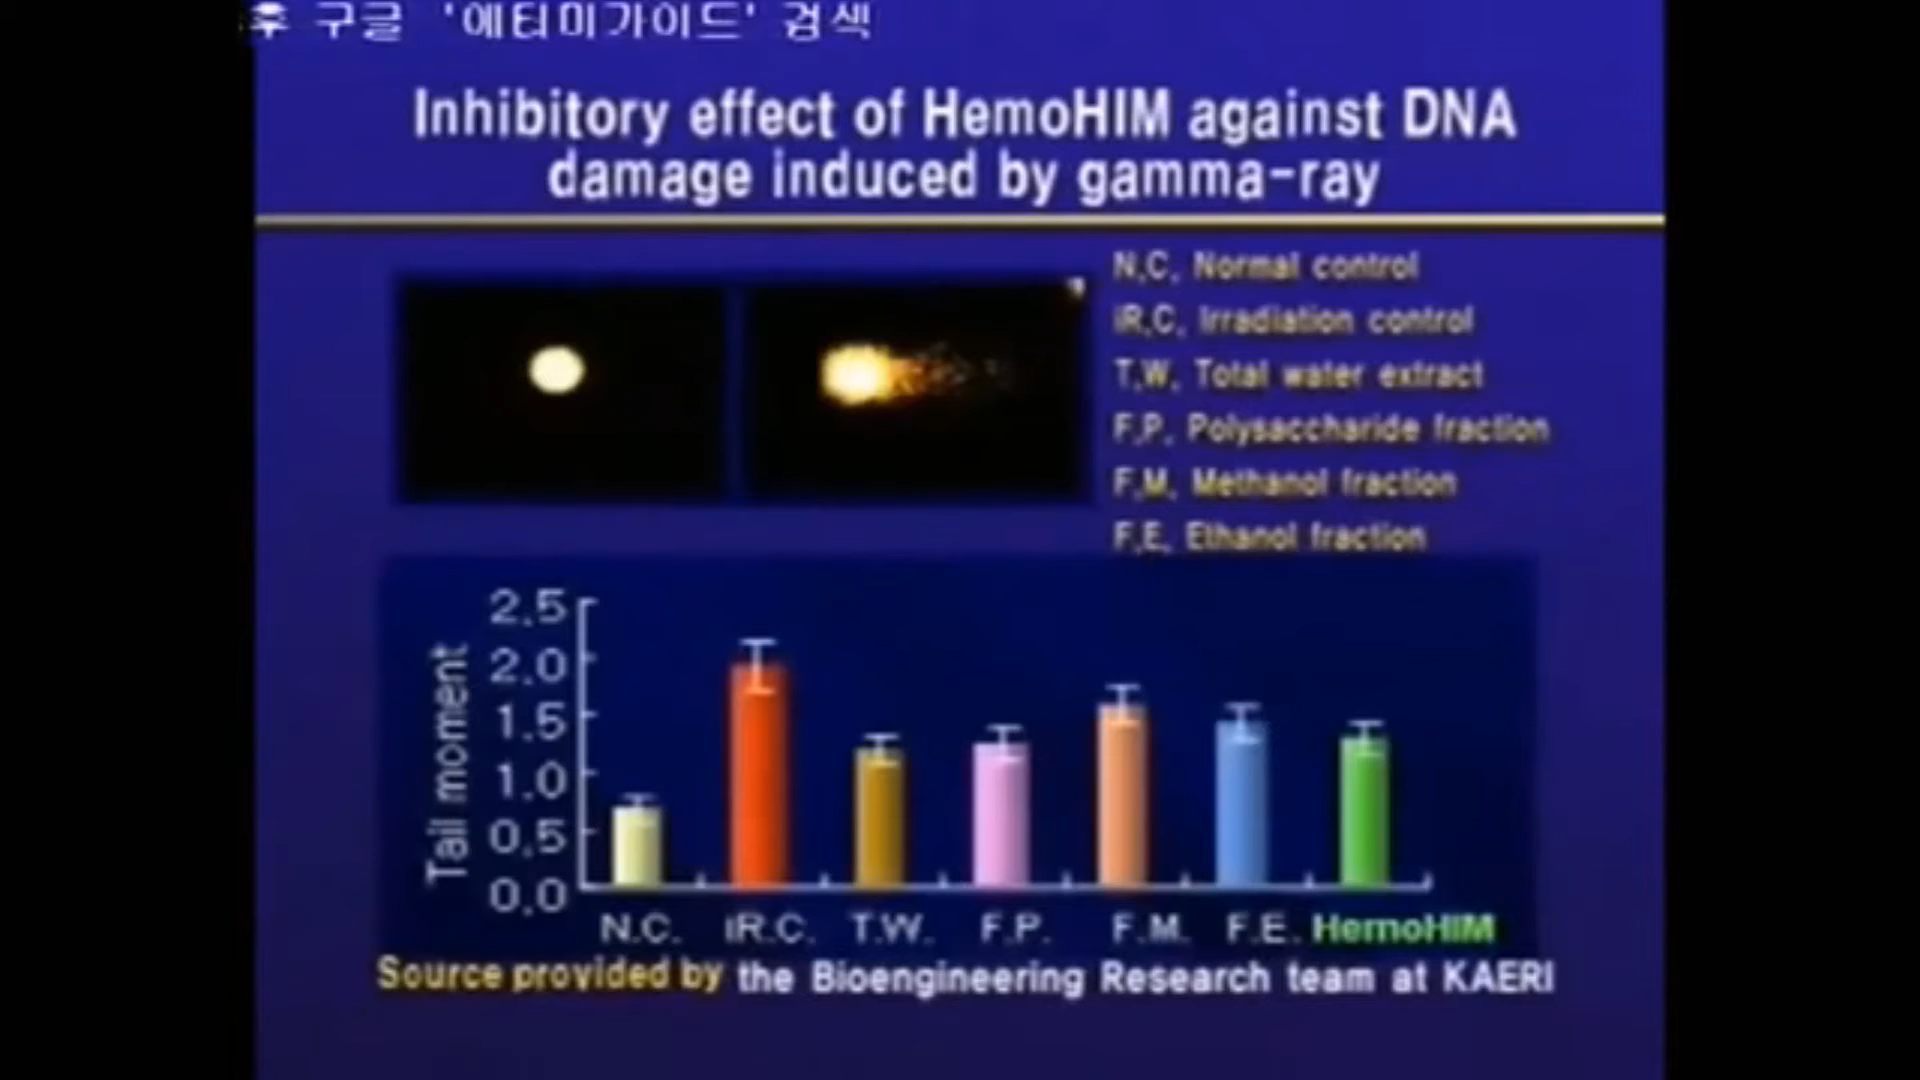 후 구글 '애터미가이드' 검색
Inhibitory effect of HemoHIM against DNA
damage induced by gamma-ray
N.C. Normal control
iR.C. Irradiation control
T.W. Total water extract
F.P. Polysaccharide fraction
F.M. Methanol fraction
F.E. Ethanol fraction
Tail moment
2.5
2.0
1.5
1.0
0.5
0.0
N.C. iR.C. T.W. F.P. F.M. F.E. HemoHIM
Source provided by the Bioengineering Research team at KAERI